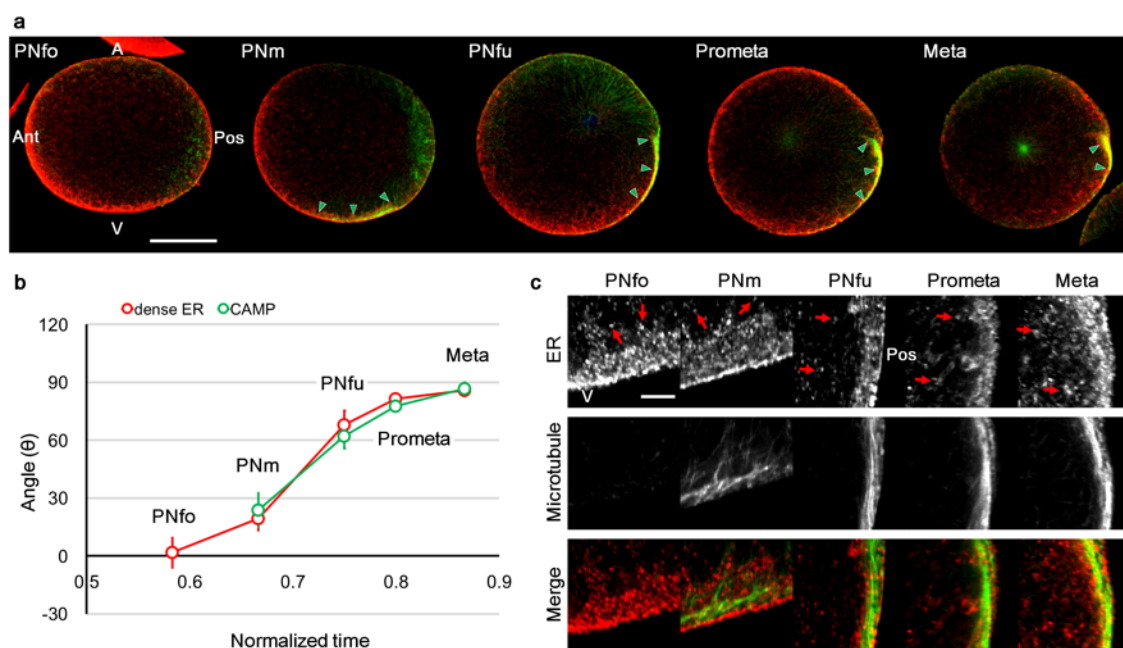 a
PNfo
A
PNm
PNfu
Prometa
Meta
Ant
Pos
V
b
dense ER
CAMP
120
90
60
30
0
-30
Angle (θ)
PNfo
PNm
PNfu
Prometa
Meta
0.5
0.6
0.7
0.8
0.9
Normalized time
c
PNfo
PNm
PNfu
Prometa
Meta
ER
V
Pos
Microtubule
Merge